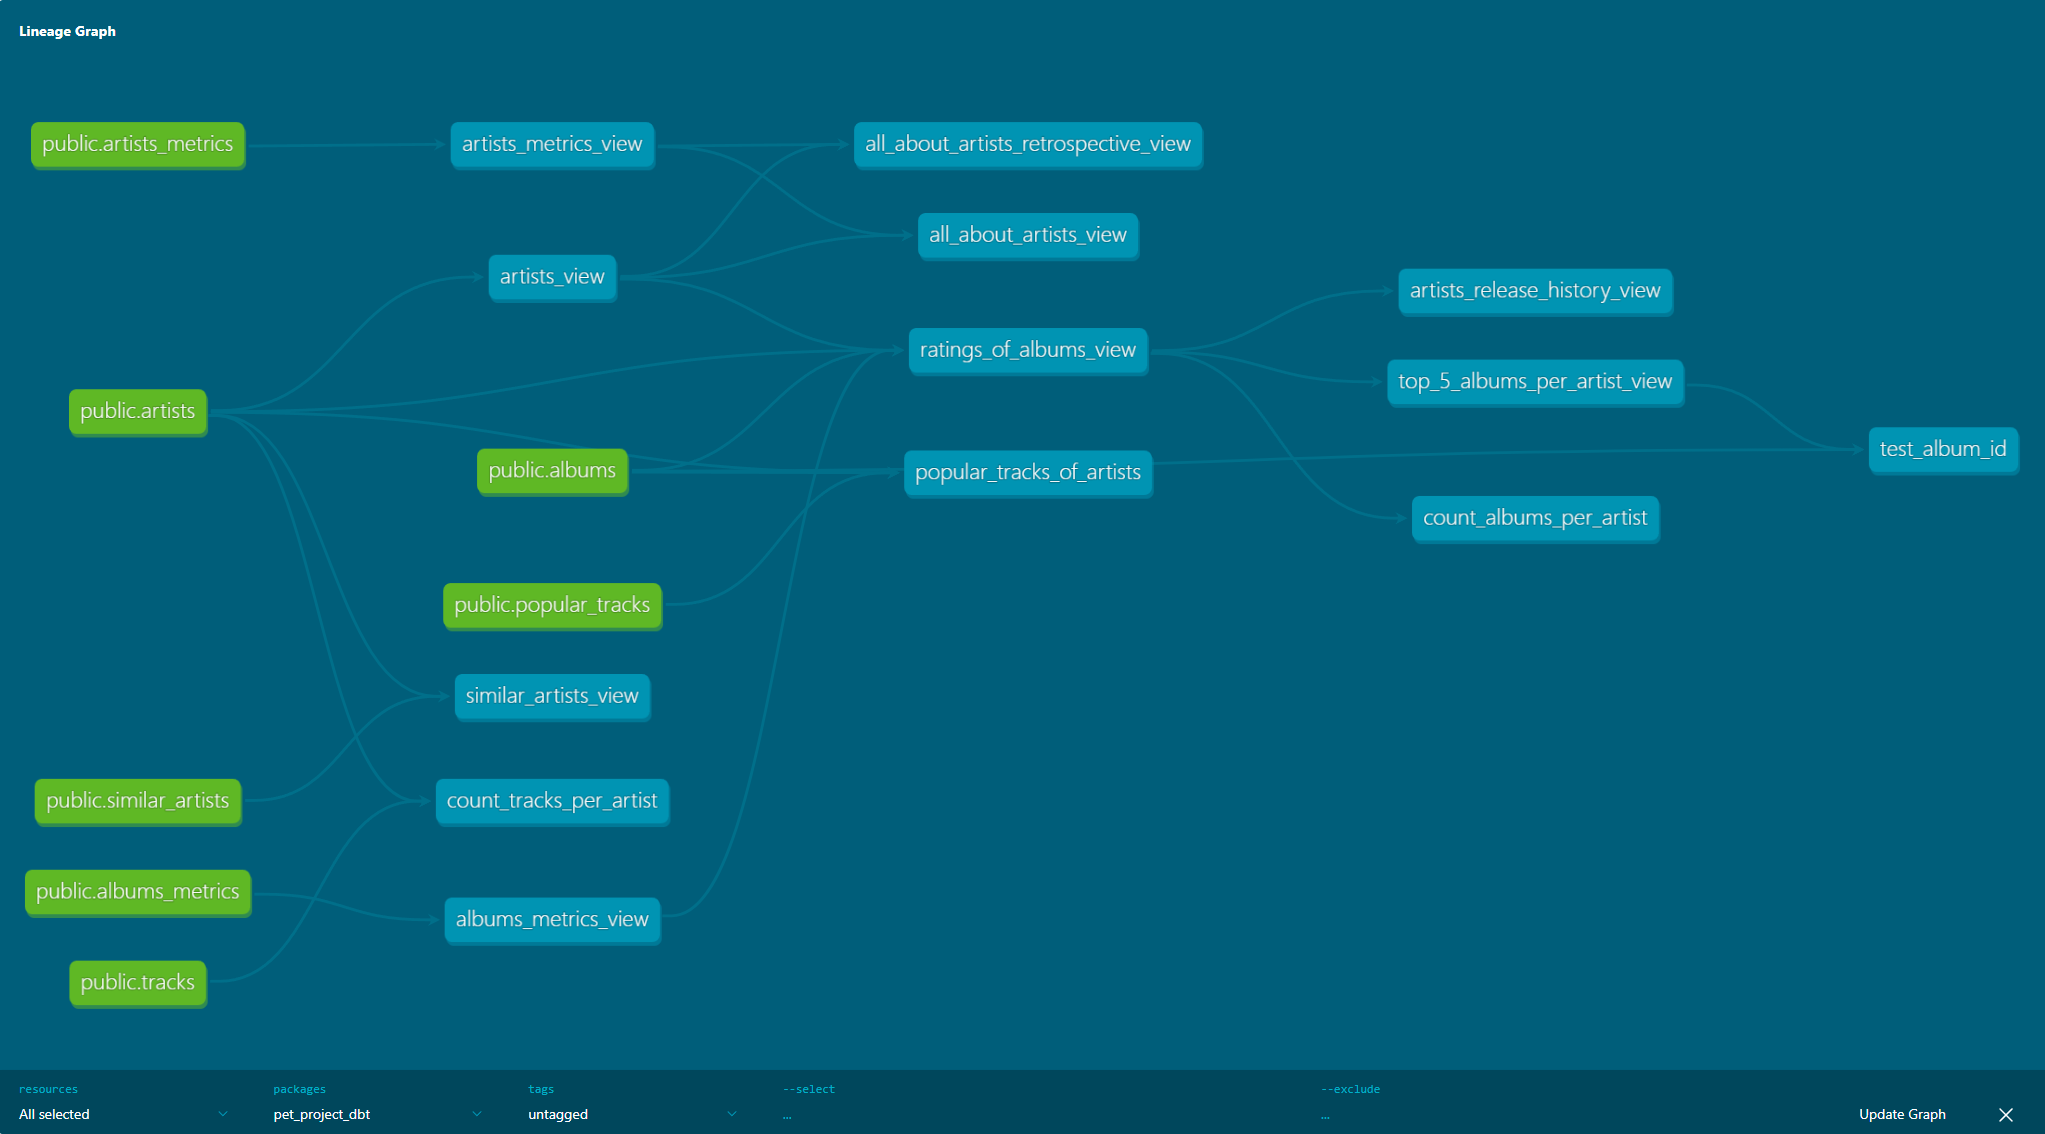 Lineage Graph
public.artists_metrics
artists_metrics_view
all_about_artists_retrospective_view
all_about_artists_view
artists_view
artists_release_history_view
ratings_of_albums_view
top_5_albums_per_artist_view
public.artists
test_album_id
public.albums
popular_tracks_of_artists
count_albums_per_artist
public.popular_tracks
similar_artists_view
public.similar_artists
count_tracks_per_artist
public.albums_metrics
albums_metrics_view
public.tracks
resources
All selected
packages
pet_project_dbt
tags
untagged
--select
...
--exclude
...
Update Graph